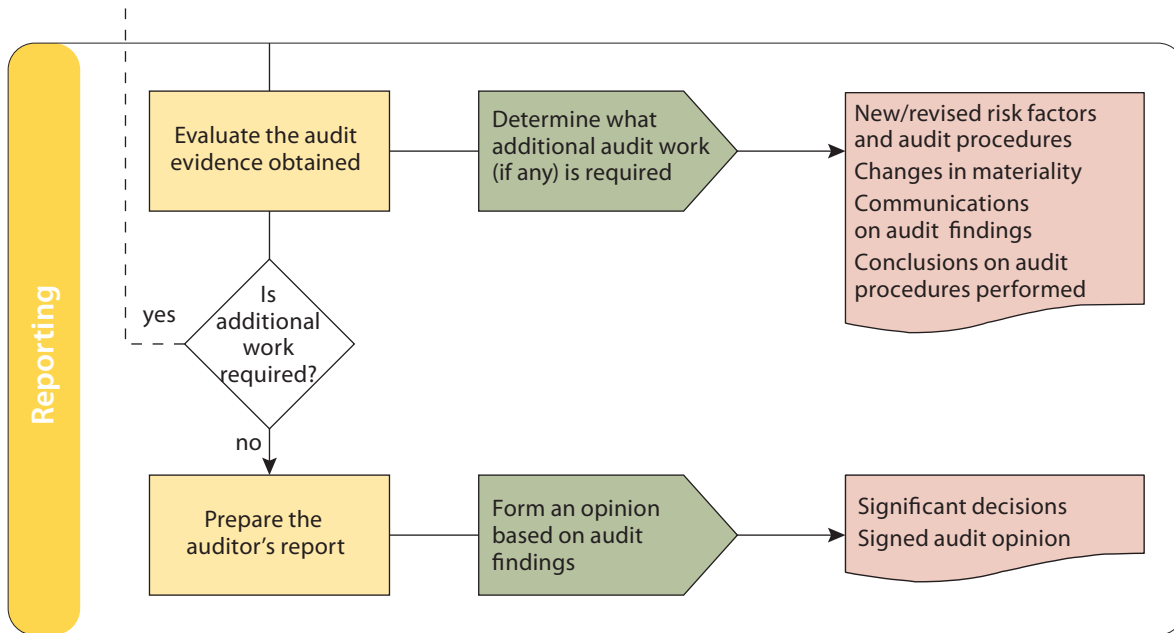 Reporting
Evaluate the audit
evidence obtained
Determine what
additional audit work
(if any) is required
New/revised risk factors
and audit procedures
Changes in materiality
Communications
on audit findings
Conclusions on audit
procedures performed
yes
Is
additional
work
required?
no
Prepare the
auditor's report
Form an opinion
based on audit
findings
Significant decisions
Signed audit opinion